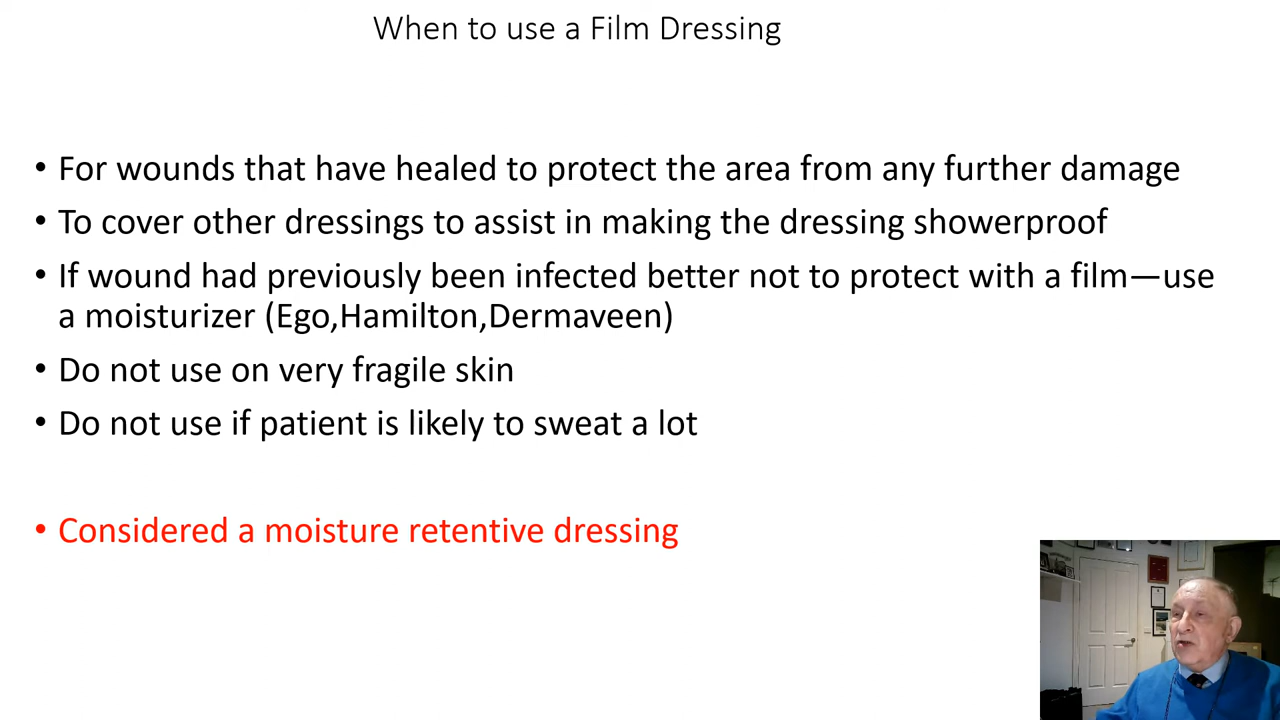 When to use a Film Dressing
• For wounds that have healed to protect the area from any further damage
• To cover other dressings to assist in making the dressing showerproof
• If wound had previously been infected better not to protect with a film—use
a moisturizer (Ego,Hamilton,Dermaveen)
• Do not use on very fragile skin
• Do not use if patient is likely to sweat a lot
• Considered a moisture retentive dressing